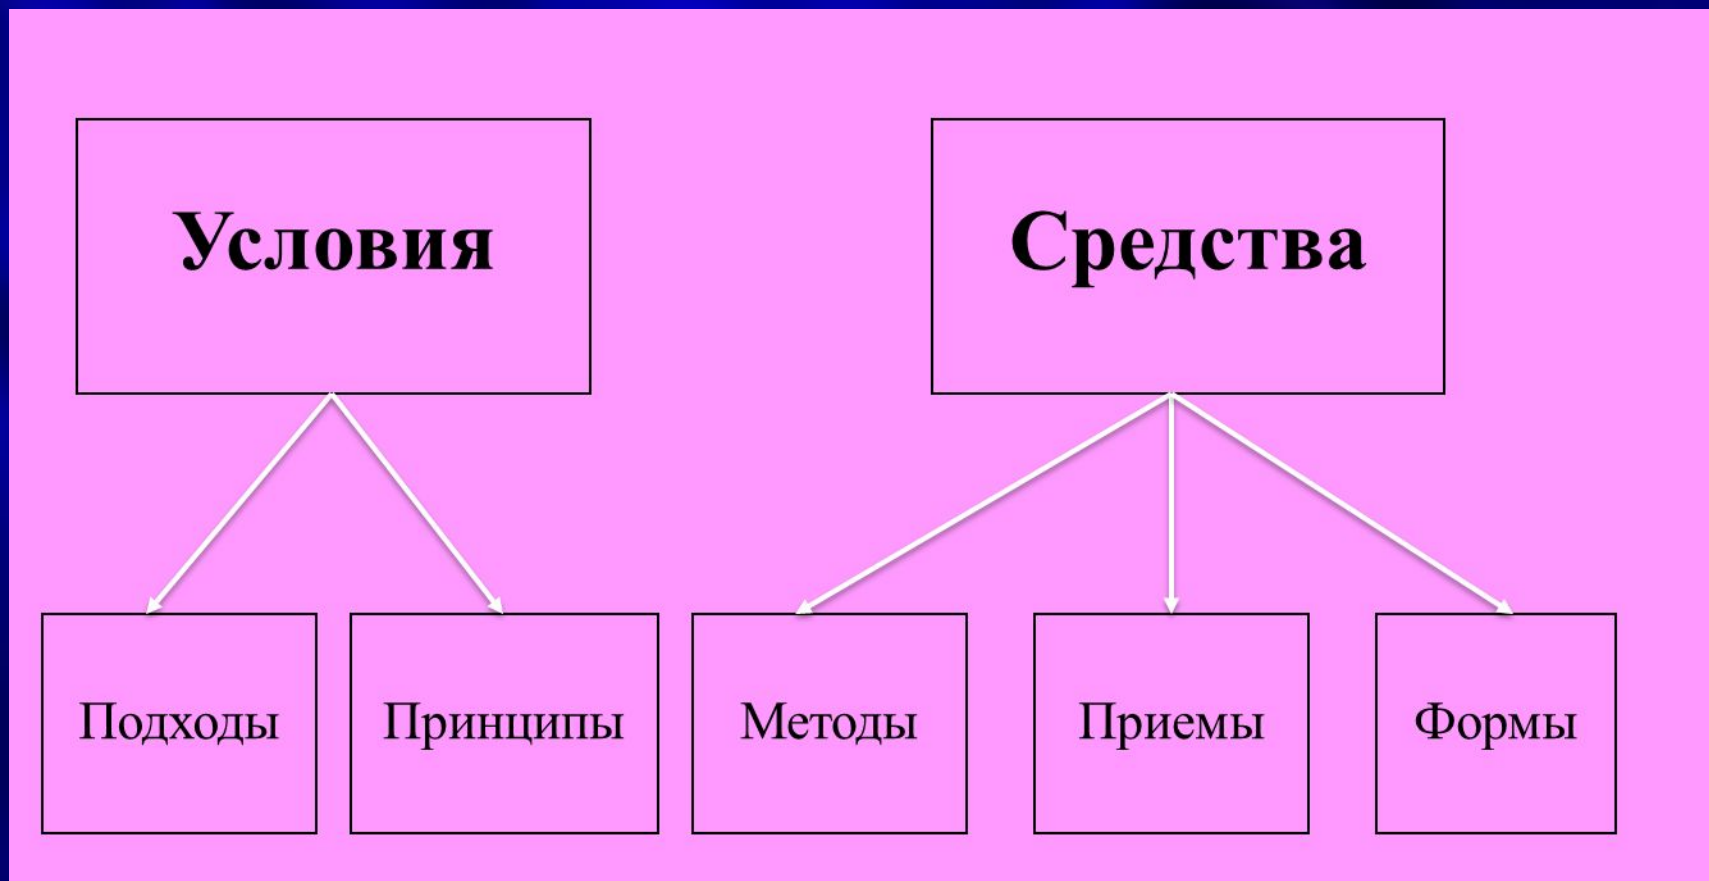 Условия
Средства
Подходы
Принципы
Методы
Приемы
Формы